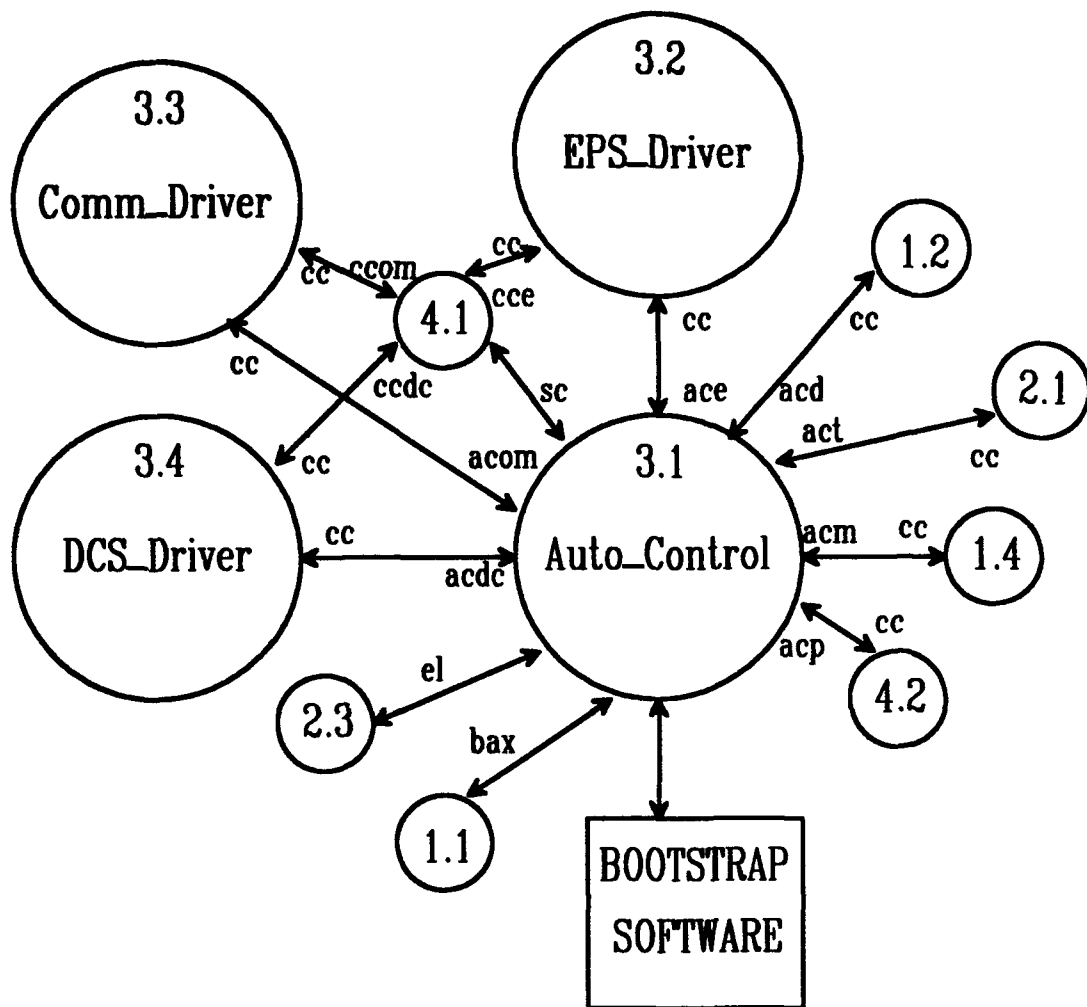 3.2
EPS_Driver
3.3
Comm_Driver
cc
ccom
cc
cce
4.1
1.2
cc
cc
cc
ccdc
sc
ace
acd
2.1
act
cc
3.4
DCS_Driver
cc
acom
3.1
Auto_Control
cc
acdc
acm
cc
1.4
cc
acp
4.2
el
2.3
bax
1.1
BOOTSTRAP
SOFTWARE